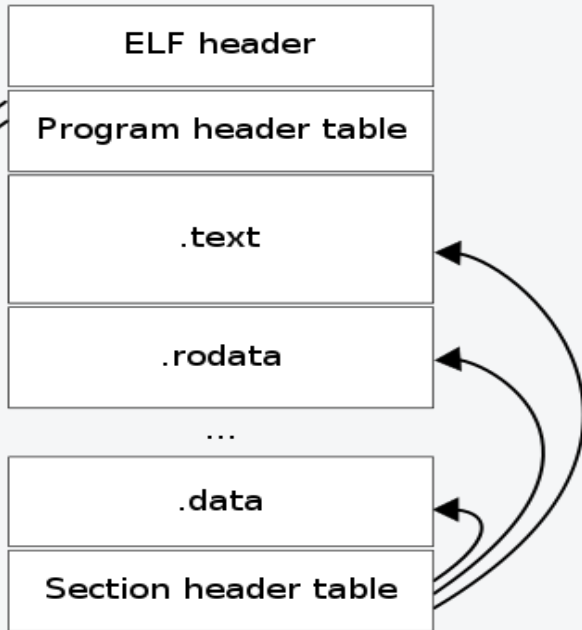 ELF header
Program header table
.text
.rodata
...
.data
Section header table